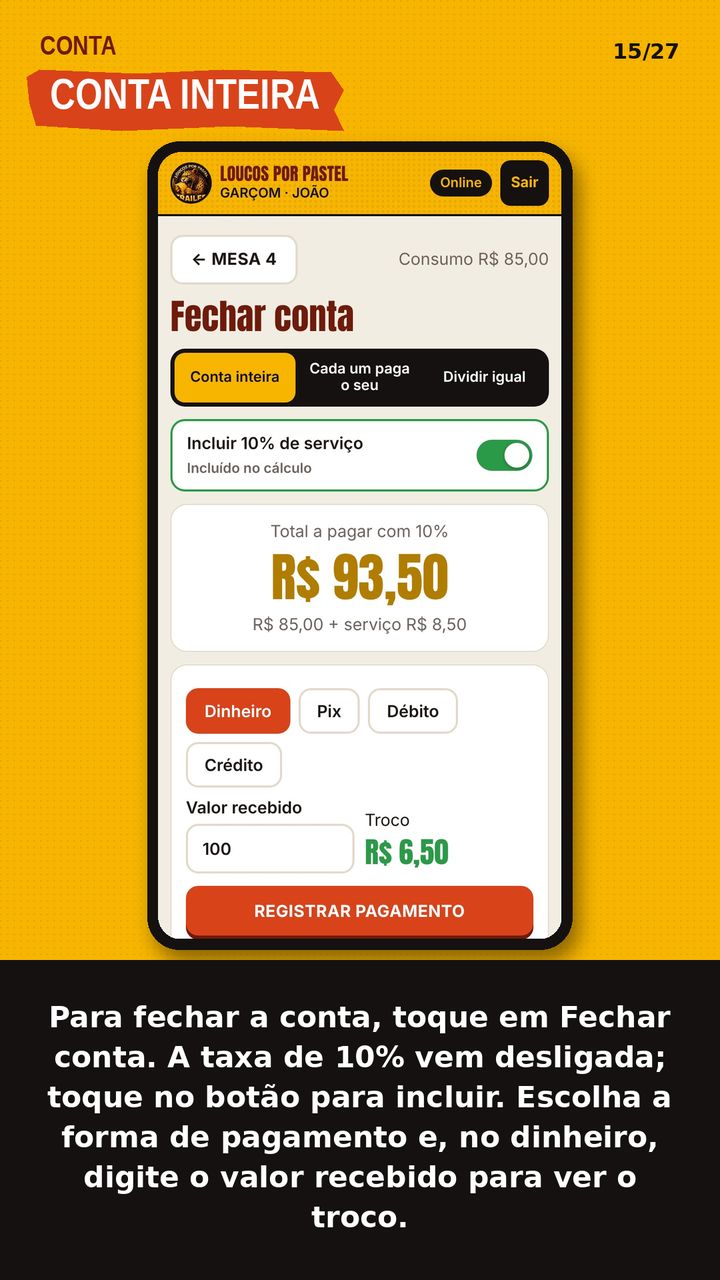 CONTA
15/27
CONTA INTEIRA
LOUCOS POR PASTEL
GARÇOM · JOÃO
Online
Sair
← MESA 4
Consumo R$ 85,00
Fechar conta
Conta inteira
Cada um paga
o seu
Dividir igual
Incluir 10% de serviço
Incluído no cálculo
Total a pagar com 10%
R$ 93,50
R$ 85,00 + serviço R$ 8,50
Dinheiro
Pix
Débito
Crédito
Valor recebido
Troco
100
R$ 6,50
REGISTRAR PAGAMENTO
Para fechar a conta, toque em Fechar
conta. A taxa de 10% vem desligada;
toque no botão para incluir. Escolha a
forma de pagamento e, no dinheiro,
digite o valor recebido para ver o
troco.